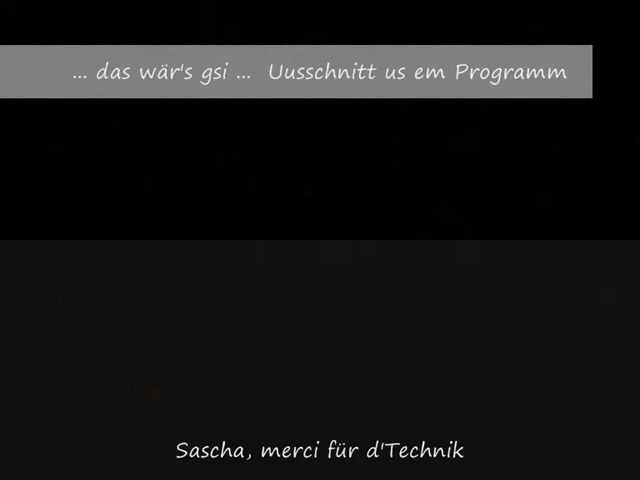 ... das wär's gsi ... Uusschnitt us em Programm
Sascha, merci für d'Technik